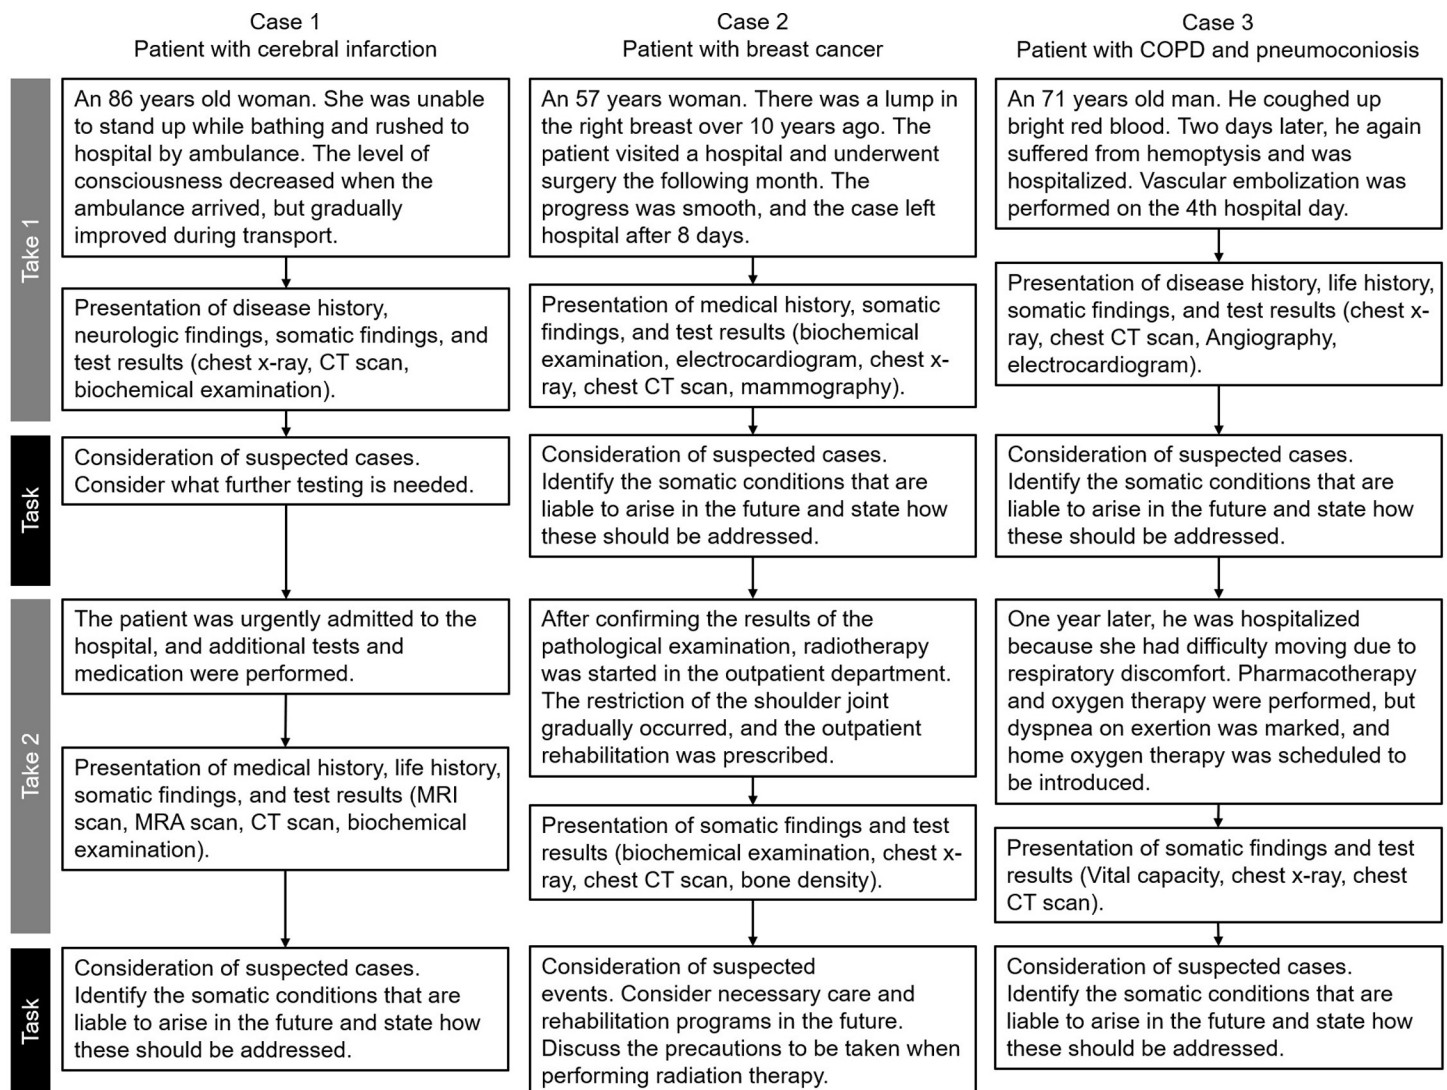 Case 1
Patient with cerebral infarction
Case 2
Patient with breast cancer
Case 3
Patient with COPD and pneumoconiosis
Take 1
An 86 years old woman. She was unable
to stand up while bathing and rushed to
hospital by ambulance. The level of
consciousness decreased when the
ambulance arrived, but gradually
improved during transport.
An 57 years woman. There was a lump in
the right breast over 10 years ago. The
patient visited a hospital and underwent
surgery the following month. The
progress was smooth, and the case left
hospital after 8 days.
An 71 years old man. He coughed up
bright red blood. Two days later, he again
suffered from hemoptysis and was
hospitalized. Vascular embolization was
performed on the 4th hospital day.
Presentation of disease history,
neurologic findings, somatic findings, and
test results (chest x-ray, CT scan,
biochemical examination).
Presentation of medical history, somatic
findings, and test results (biochemical
examination, electrocardiogram, chest x-
ray, chest CT scan, mammography).
Presentation of disease history, life history,
somatic findings, and test results (chest x-
ray, chest CT scan, Angiography,
electrocardiogram).
Task
Consideration of suspected cases.
Consider what further testing is needed.
Consideration of suspected cases.
Identify the somatic conditions that are
liable to arise in the future and state how
these should be addressed.
Consideration of suspected cases.
Identify the somatic conditions that are
liable to arise in the future and state how
these should be addressed.
Take 2
The patient was urgently admitted to the
hospital, and additional tests and
medication were performed.
After confirming the results of the
pathological examination, radiotherapy
was started in the outpatient department.
The restriction of the shoulder joint
gradually occurred, and the outpatient
rehabilitation was prescribed.
One year later, he was hospitalized
because she had difficulty moving due to
respiratory discomfort. Pharmacotherapy
and oxygen therapy were performed, but
dyspnea on exertion was marked, and
home oxygen therapy was scheduled to
be introduced.
Presentation of medical history, life history,
somatic findings, and test results (MRI
scan, MRA scan, CT scan, biochemical
examination).
Presentation of somatic findings and test
results (biochemical examination, chest x-
ray, chest CT scan, bone density).
Presentation of somatic findings and test
results (Vital capacity, chest x-ray, chest
CT scan).
Task
Consideration of suspected cases.
Identify the somatic conditions that are
liable to arise in the future and state how
these should be addressed.
Consideration of suspected
events. Consider necessary care and
rehabilitation programs in the future.
Discuss the precautions to be taken when
performing radiation therapy.
Consideration of suspected cases.
Identify the somatic conditions that are
liable to arise in the future and state how
these should be addressed.